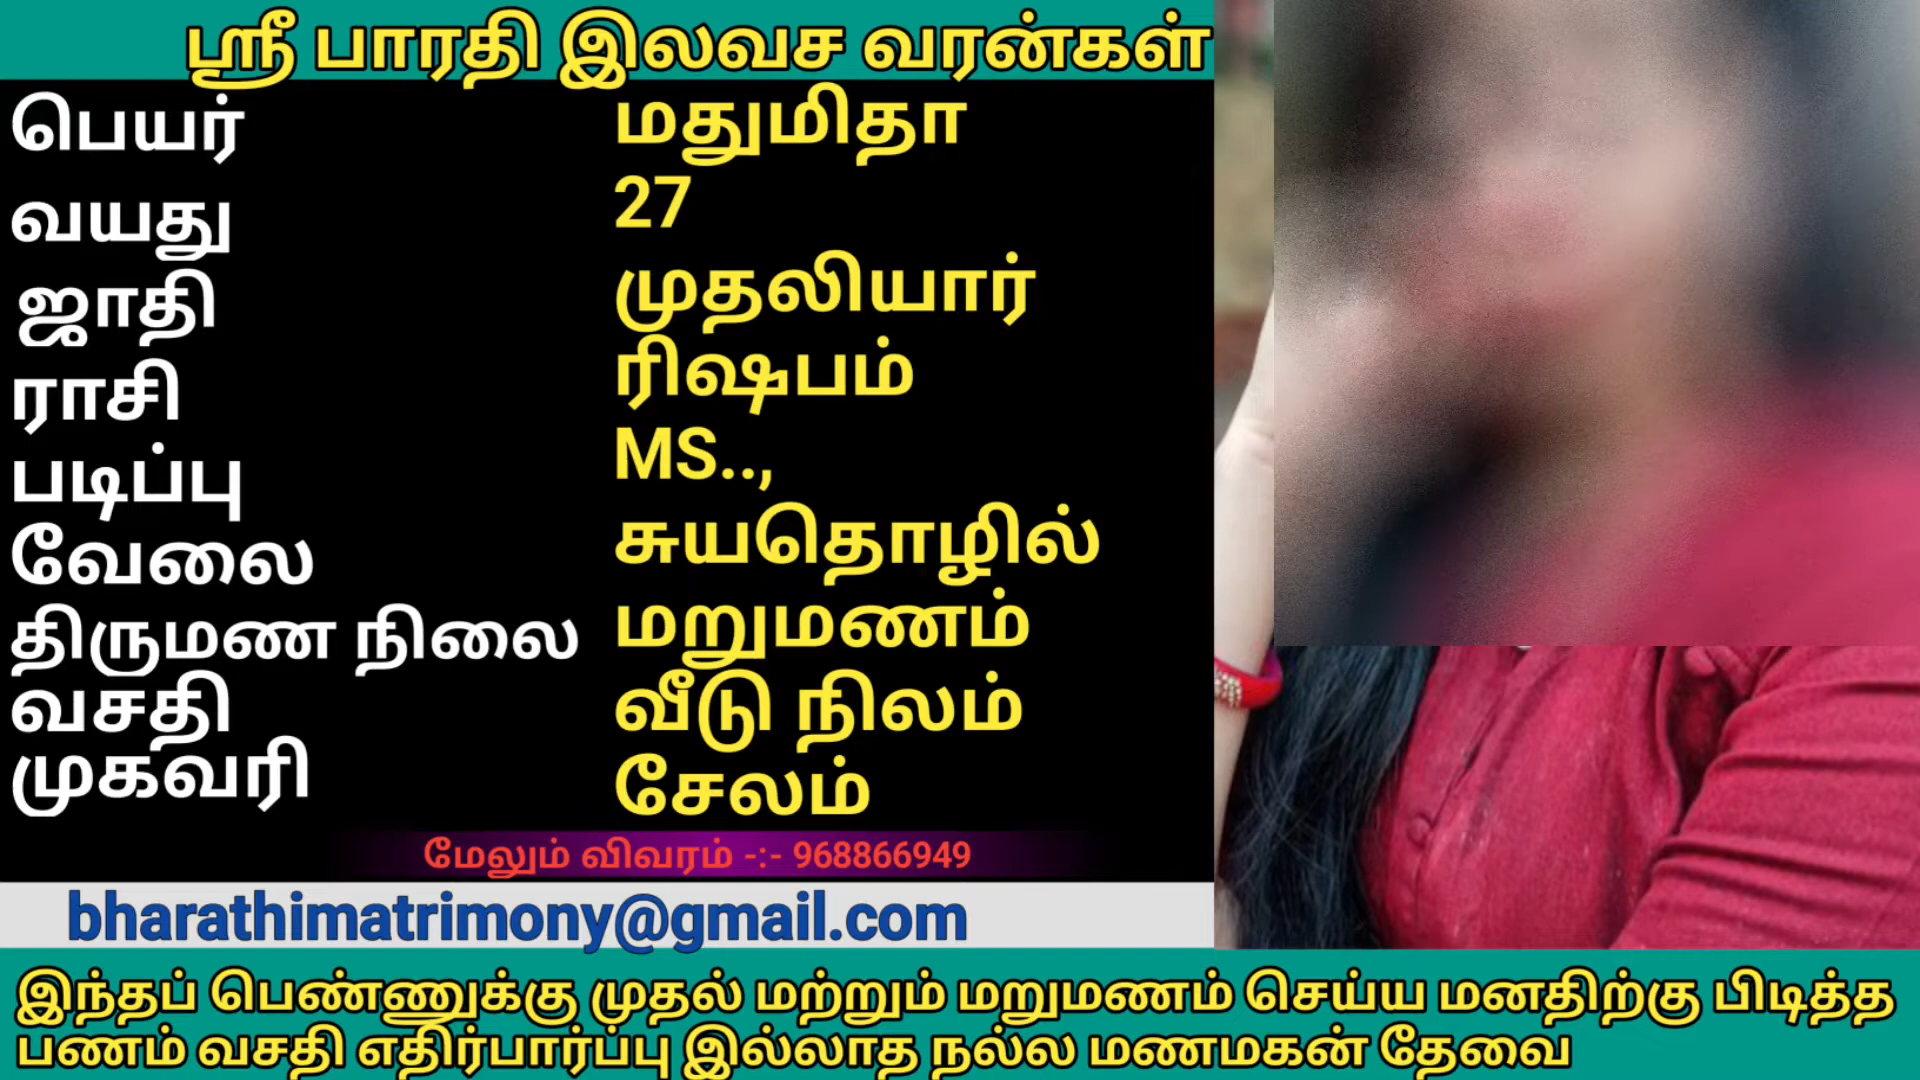 ஸ்ரீ பாரதி இலவச வரன்கள்
பெயர் மதுமிதா
வயது 27
ஜாதி முதலியார்
ராசி ரிஷபம்
படிப்பு MS..,
வேலை சுயதொழில்
திருமண நிலை மறுமணம்
வசதி வீடு நிலம்
முகவரி சேலம்
மேலும் விவரம் -:- 968866949
bharathimatrimony@gmail.com
இந்தப் பெண்ணுக்கு முதல் மற்றும் மறுமணம் செய்ய மனதிற்கு பிடித்த
பணம் வசதி எதிர்பார்ப்பு இல்லாத நல்ல மணமகன் தேவை